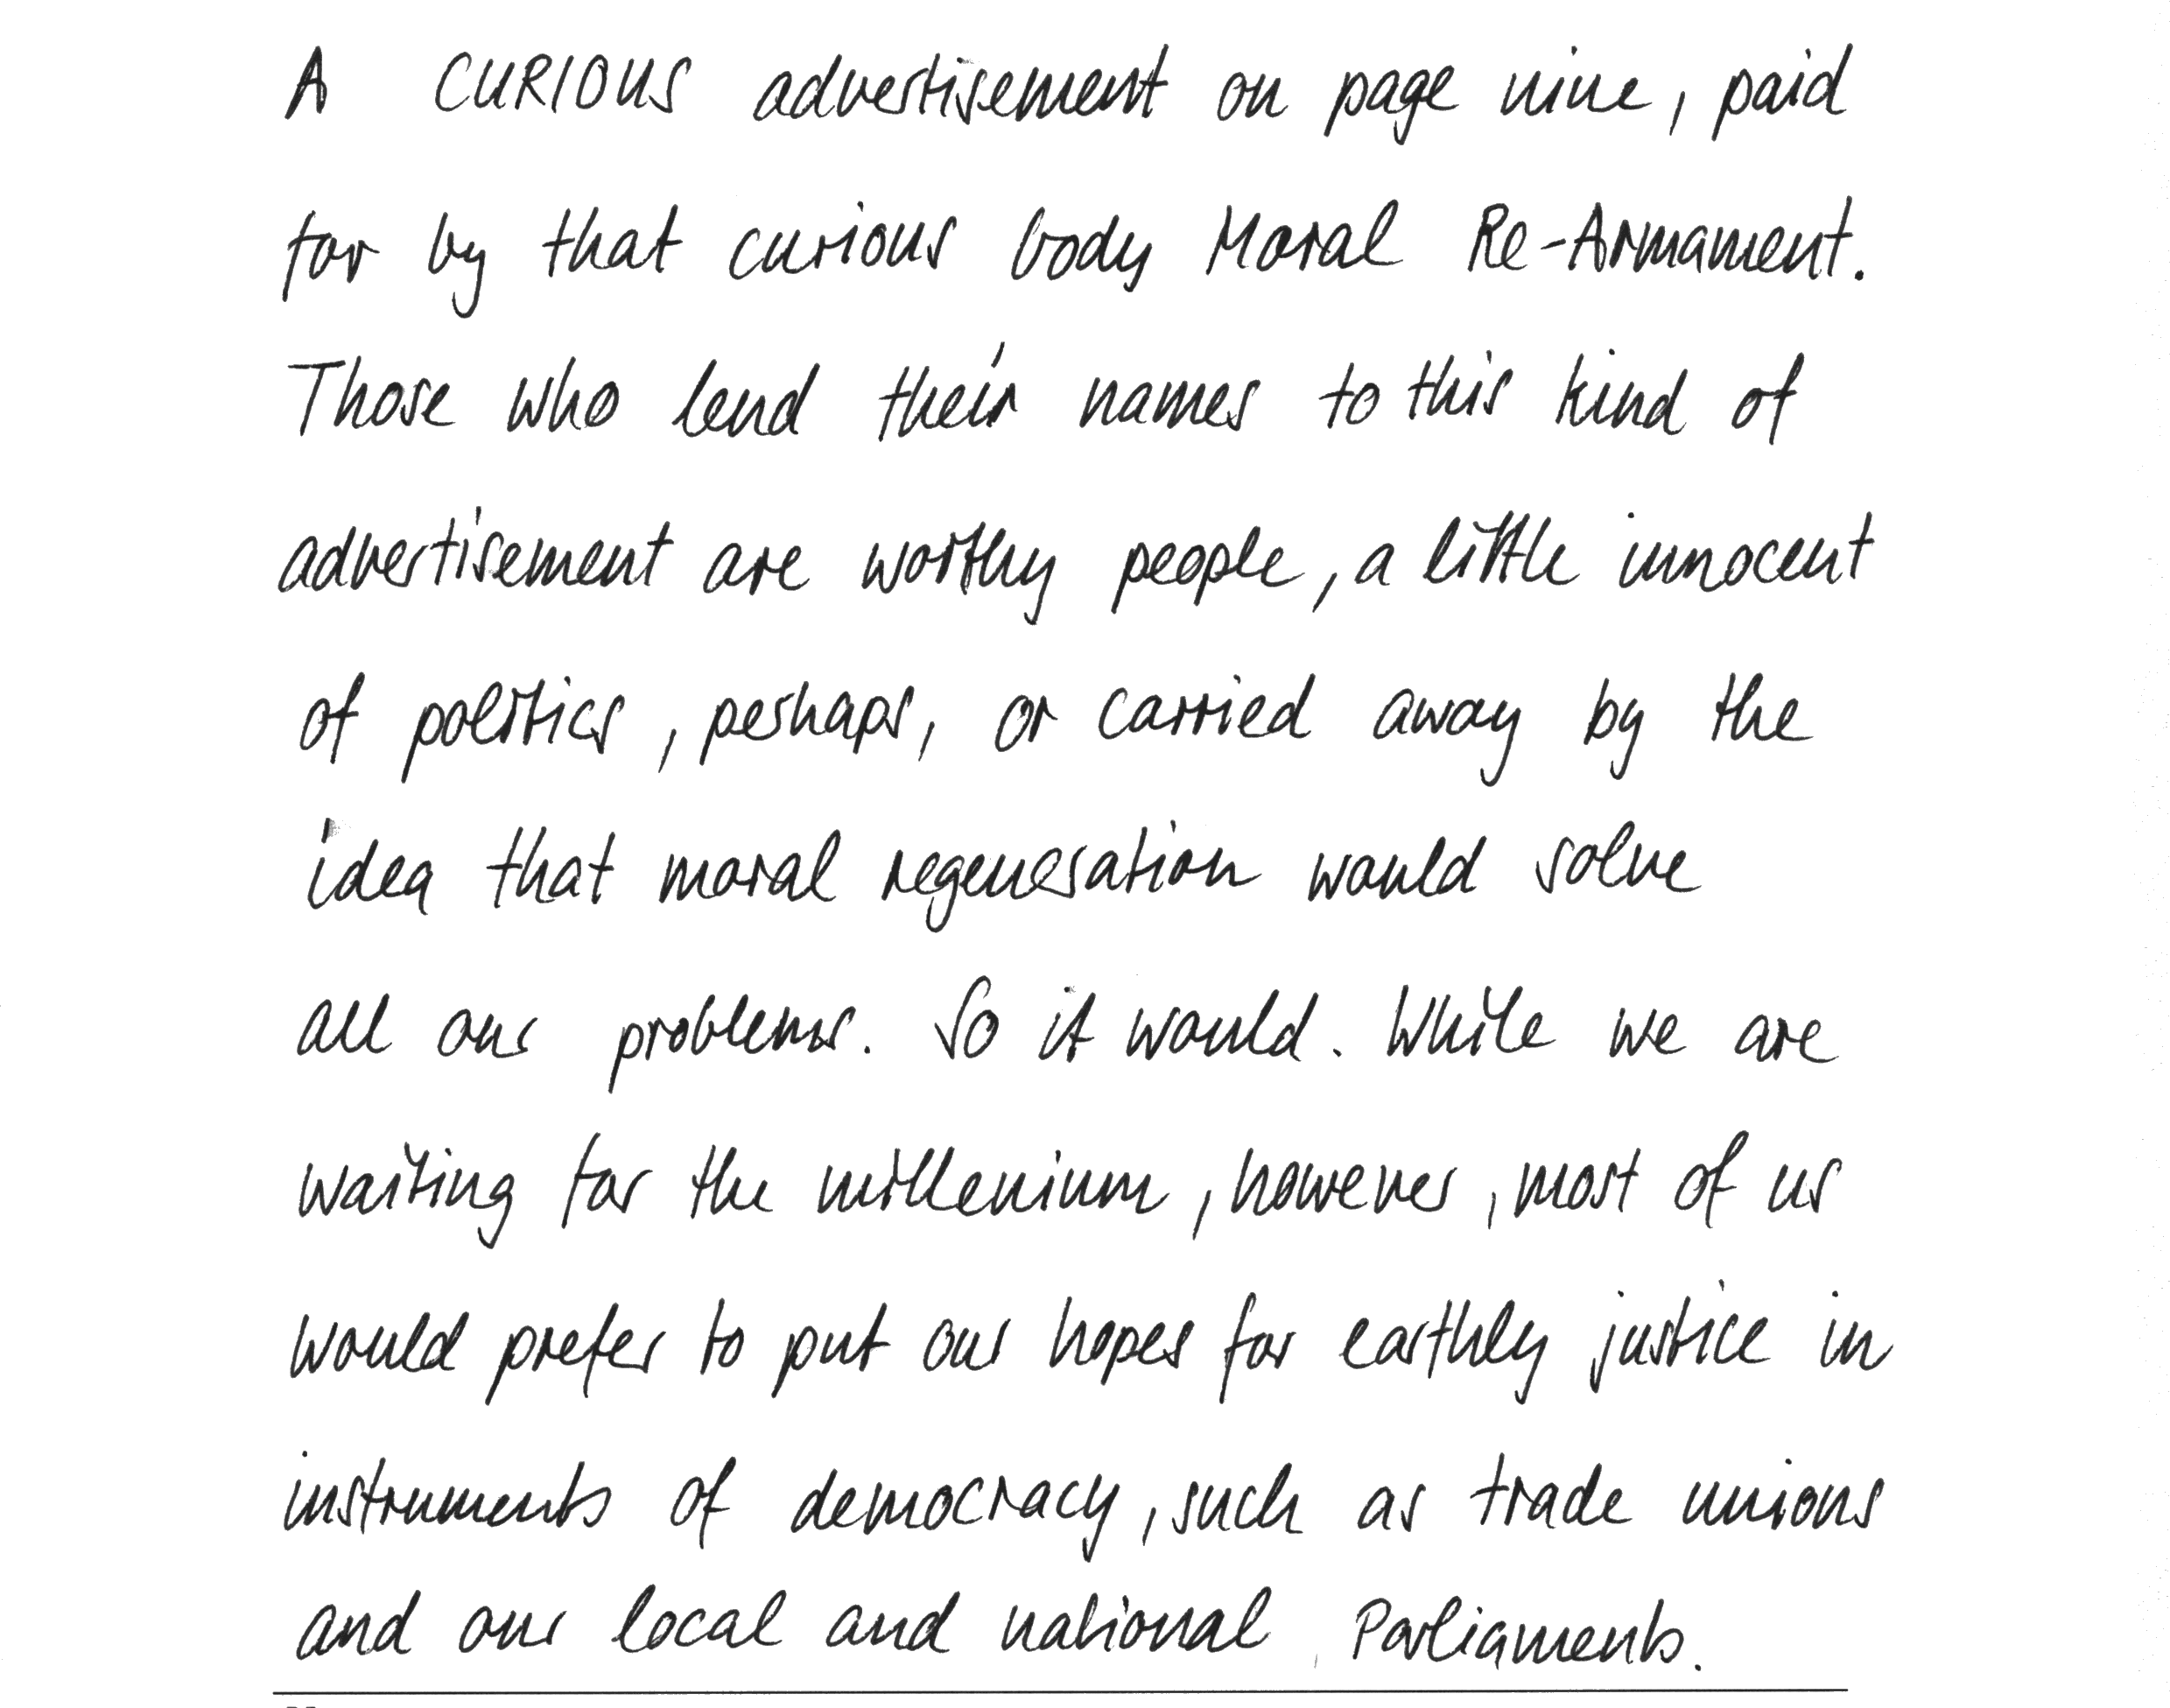 A CURIOUS advertisement on page nine, paid
for by that curious body Moral Re-Armament.
Those who lend their names to this kind of
advertisement are worthy people, a little innocent
of politics, perhaps, or carried away by the
idea that moral regeneration would solve
all our problems. So it would. While we are
waiting for the millenium, however, most of us
would prefer to put our hopes for earthly justice in
instruments of democracy, such as trade unions
and our local and national Parliaments.